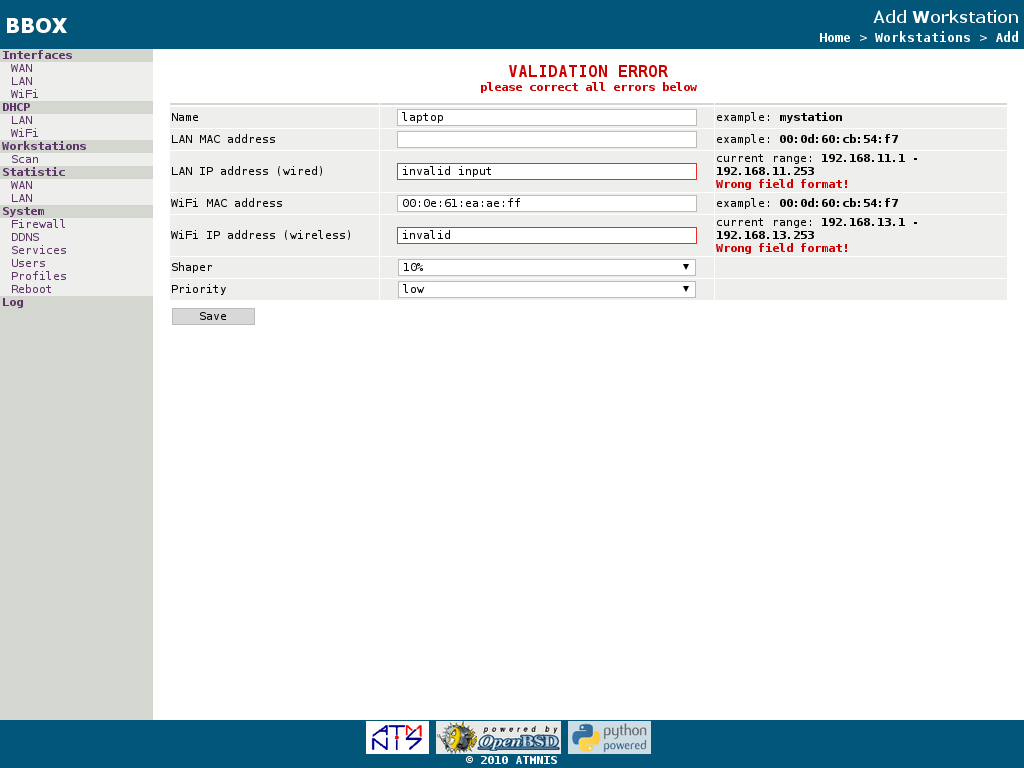 BBOX
Add Workstation
Home > Workstations > Add
Interfaces
WAN
LAN
WiFi
DHCP
LAN
WiFi
Workstations
Scan
Statistic
WAN
LAN
System
Firewall
DDNS
Services
Users
Profiles
Reboot
Log
VALIDATION ERROR
please correct all errors below
Name laptop example: mystation
LAN MAC address example: 00:0d:60:cb:54:f7
LAN IP address (wired) invalid input current range: 192.168.11.1 -
192.168.11.253
Wrong field format!
WiFi MAC address 00:0e:61:ea:ae:ff example: 00:0d:60:cb:54:f7
WiFi IP address (wireless) invalid current range: 192.168.13.1 -
192.168.13.253
Wrong field format!
Shaper 10%
Priority low
Save
ATM
NIS
powered by
OpenBSD
python
powered
© 2010 ATMNIS